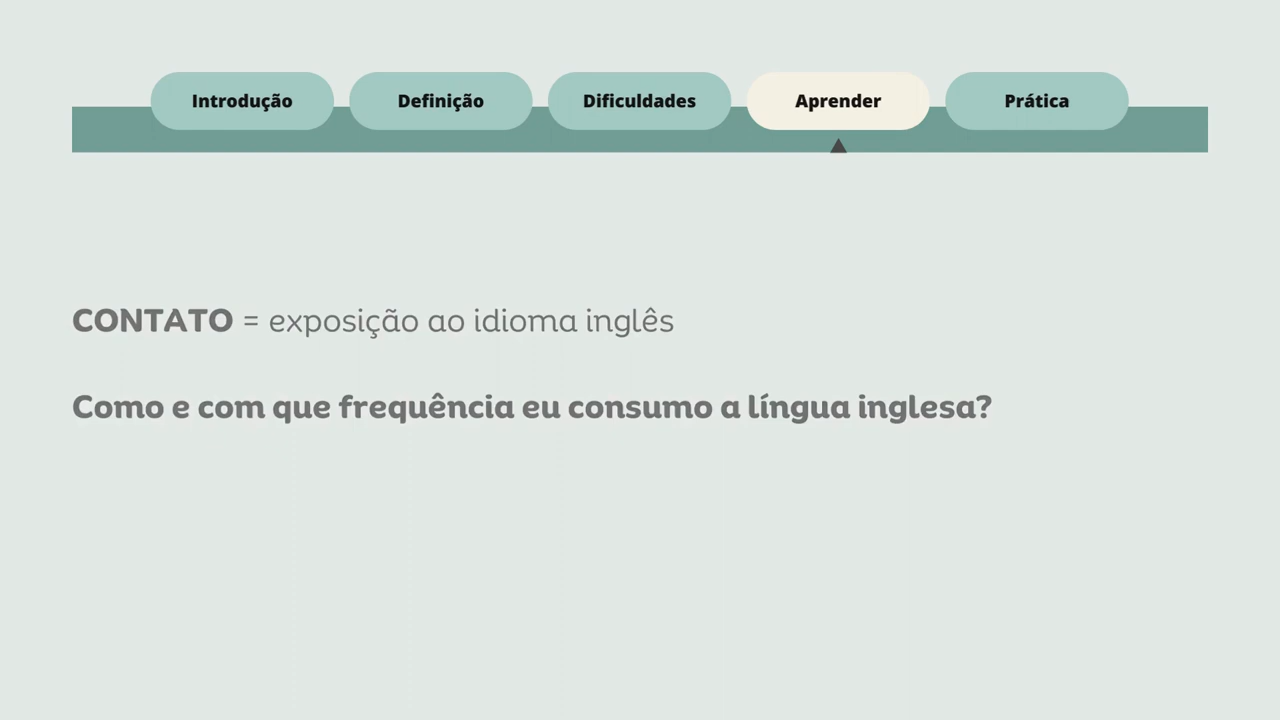 Introdução Definição Dificuldades Aprender Prática
CONTATO = exposição ao idioma inglês
Como e com que frequência eu consumo a língua inglesa?